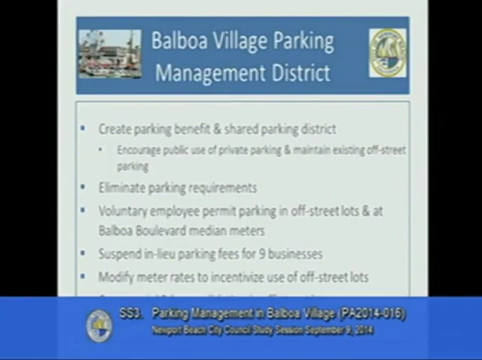 Balboa Village Parking
Management District
▪ Create parking benefit & shared parking district
• Encourage public use of private parking & maintain existing off-street
parking
▪ Eliminate parking requirements
▪ Voluntary employee permit parking in off-street lots & at
Balboa Boulevard median meters
▪ Suspend in-lieu parking fees for 9 businesses
▪ Modify meter rates to incentivize use of off-street lots
SS3. Parking Management in Balboa Village (PA2014-016)
Newport Beach City Council Study Session September 9, 2014